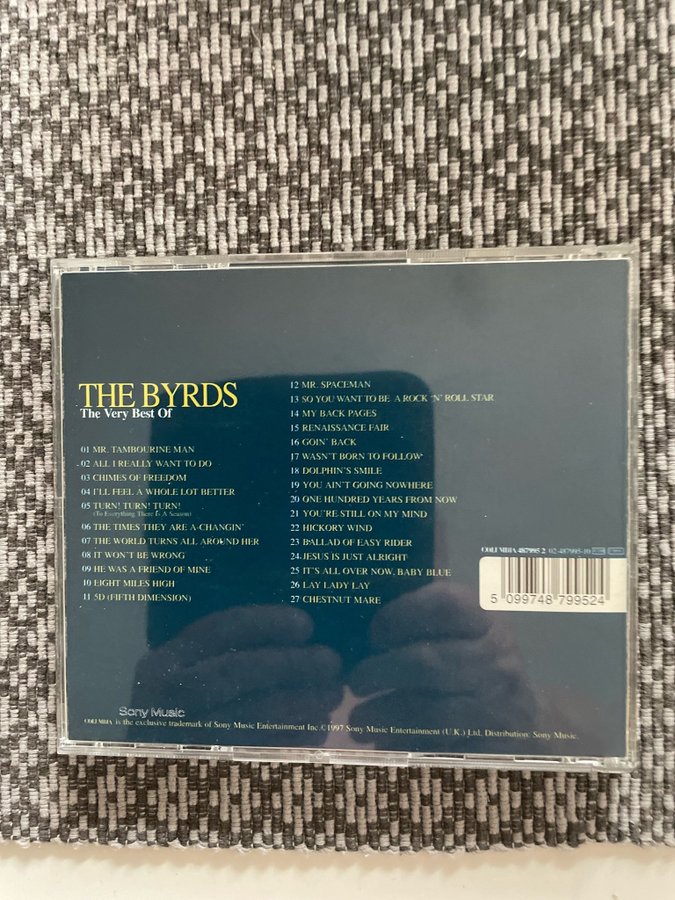 THE BYRDS
The Very Best Of
01 MR. TAMBOURINE MAN
02 ALL I REALLY WANT TO DO
03 CHIMES OF FREEDOM
04 I'LL FEEL A WHOLE LOT BETTER
05 TURN! TURN! TURN!
(To Everything There Is A Season)
06 THE TIMES THEY ARE A-CHANGIN'
07 THE WORLD TURNS ALL AROUND HER
08 IT WON'T BE WRONG
09 HE WAS A FRIEND OF MINE
10 EIGHT MILES HIGH
11 5D (FIFTH DIMENSION)
12 MR. SPACEMAN
13 SO YOU WANT TO BE A ROCK 'N' ROLL STAR
14 MY BACK PAGES
15 RENAISSANCE FAIR
16 GOIN' BACK
17 WASN'T BORN TO FOLLOW
18 DOLPHIN'S SMILE
19 YOU AIN'T GOING NOWHERE
20 ONE HUNDRED YEARS FROM NOW
21 YOU'RE STILL ON MY MIND
22 HICKORY WIND
23 BALLAD OF EASY RIDER
24 JESUS IS JUST ALRIGHT
25 IT'S ALL OVER NOW, BABY BLUE
26 LAY LADY LAY
27 CHESTNUT MARE
COLUMBIA 487995 2 02-487995-10
5 099748 799524
Sony Music
COLUMBIA is the exclusive trademark of Sony Music Entertainment Inc.©1997 Sony Music Entertainment (U.K.) Ltd. Distribution: Sony Music.